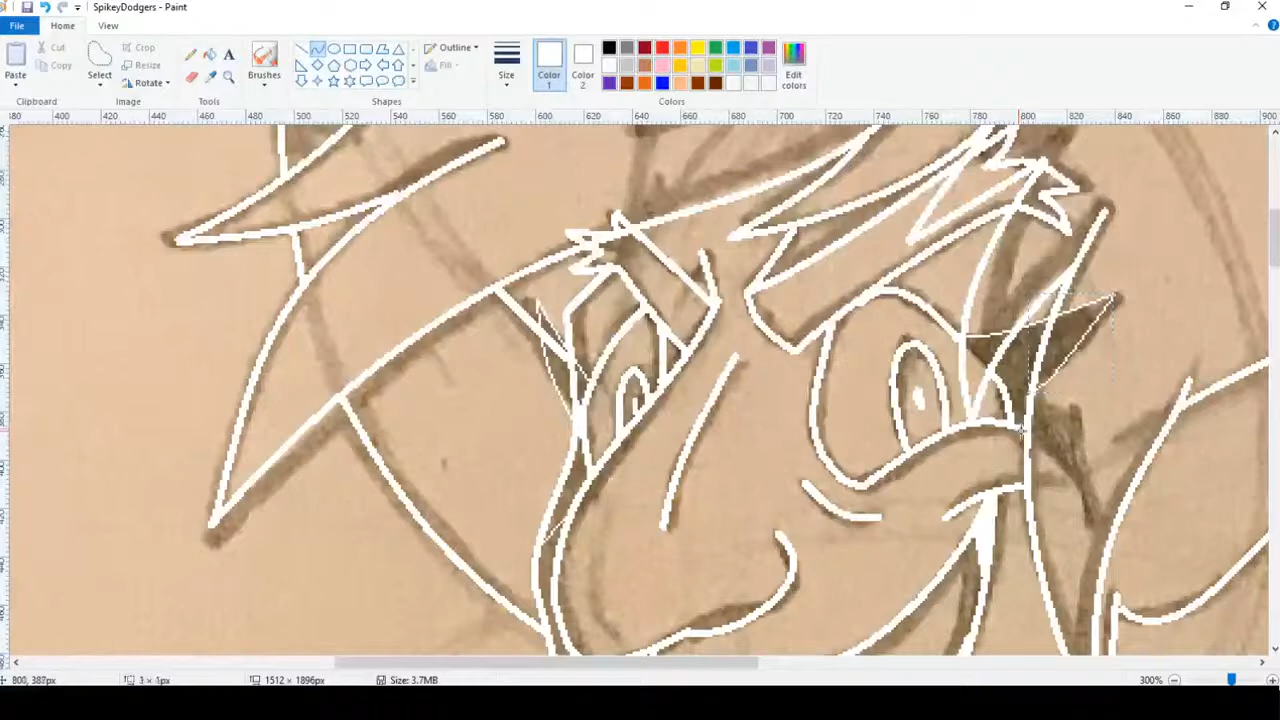 SpikeyDodgers - Paint
File Home View
Paste
Cut
Copy
Clipboard
Select
Crop
Resize
Rotate
Image
A
Tools
Brushes
Outline
Fill
Shapes
Size
Color 1
Color 2
Edit colors
Colors
400 420 440 460 480 500 520 540 560 580 600 620 640 660 680 700 720 740 760 780 800 820 840 860 880 900
800, 387px
1 × 1px
1512 × 1896px
Size: 3.7MB
300%